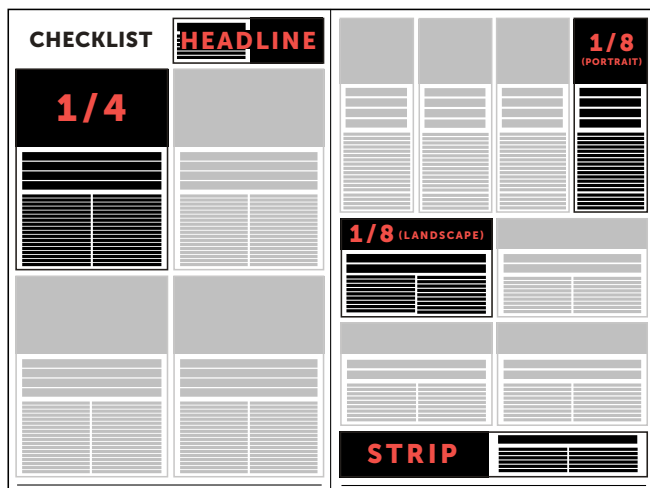 CHECKLIST
HEADLINE
1/4
1/8
(PORTRAIT)
1/8 (LANDSCAPE)
STRIP